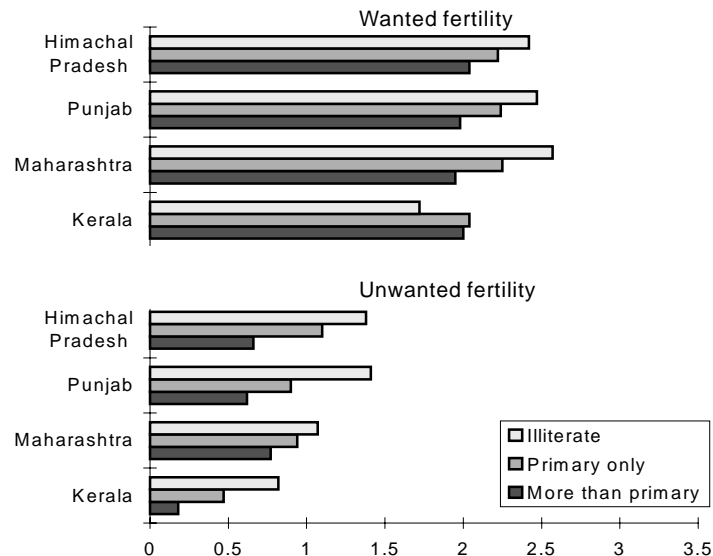 Wanted fertility
Himachal
Pradesh
Punjab
Maharashtra
Kerala
Unwanted fertility
Himachal
Pradesh
Punjab
Maharashtra
Kerala
Illiterate
Primary only
More than primary
0 0.5 1 1.5 2 2.5 3 3.5